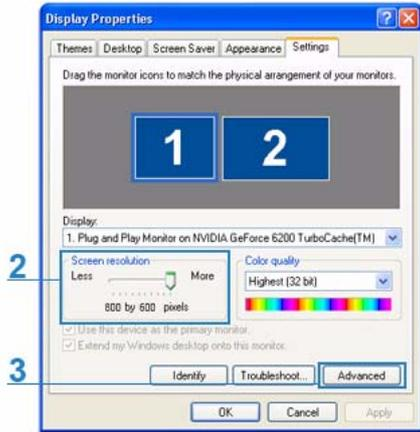 Display Properties
Themes Desktop Screen Saver Appearance Settings
Drag the monitor icons to match the physical arrangement of your monitors.
1 2
Display:
1. Plug and Play Monitor on NVIDIA GeForce 6200 TurboCache(TM)
2
Screen resolution
Less More
800 by 600 pixels
Color quality
Highest (32 bit)
Use this device as the primary monitor.
Extend my Windows desktop onto this monitor.
3
Identify Troubleshoot... Advanced
OK Cancel Apply